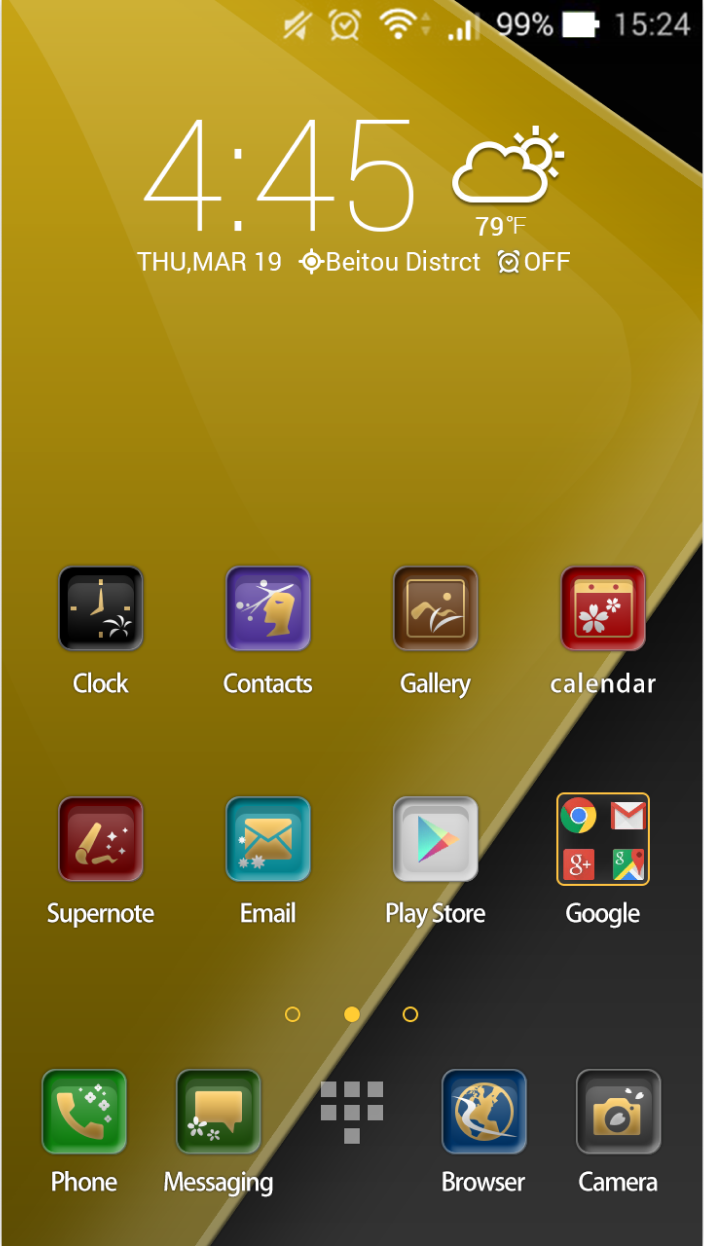 99% 15:24
4:45
79°F
THU,MAR 19 Beitou Distrct OFF
Clock Contacts Gallery calendar
Supernote Email Play Store Google
Phone Messaging Browser Camera